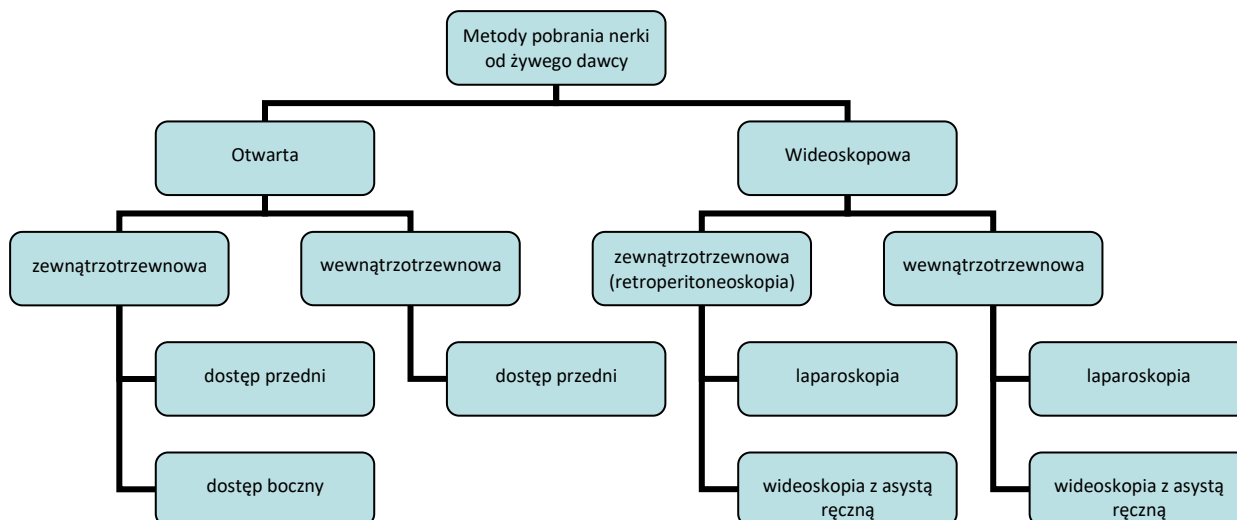 Metody pobrania nerki
od żywego dawcy
Otwarta
Wideoskopowa
zewnątrzotrzewnowa
wewnątrzotrzewnowa
zewnątrzotrzewnowa
(retroperitoneoskopia)
wewnątrzotrzewnowa
dostęp przedni
dostęp przedni
laparoskopia
laparoskopia
dostęp boczny
wideoskopia z asystą
ręczną
wideoskopia z asystą
ręczną